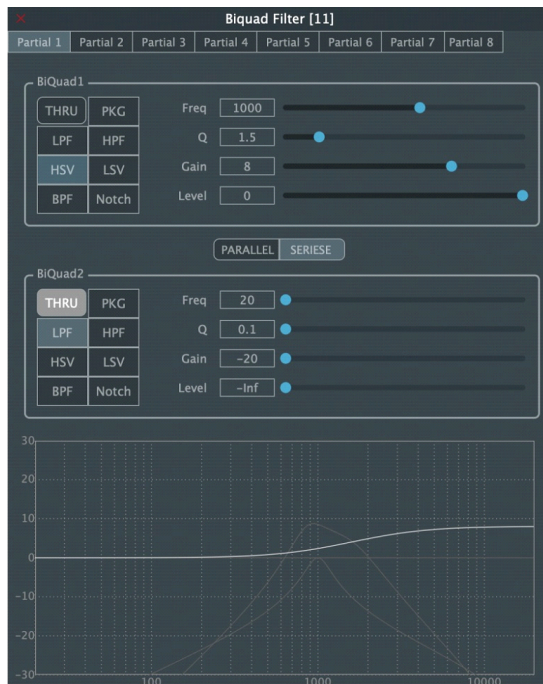 × Biquad Filter [11]
Partial 1 Partial 2 Partial 3 Partial 4 Partial 5 Partial 6 Partial 7 Partial 8
BiQuad1
THRU PKG Freq 1000
LPF HPF Q 1.5
HSV LSV Gain 8
BPF Notch Level 0
PARALLEL SERIESE
BiQuad2
THRU PKG Freq 20
LPF HPF Q 0.1
HSV LSV Gain −20
BPF Notch Level −Inf
30
20
10
0
−10
−20
−30
100 1000 10000